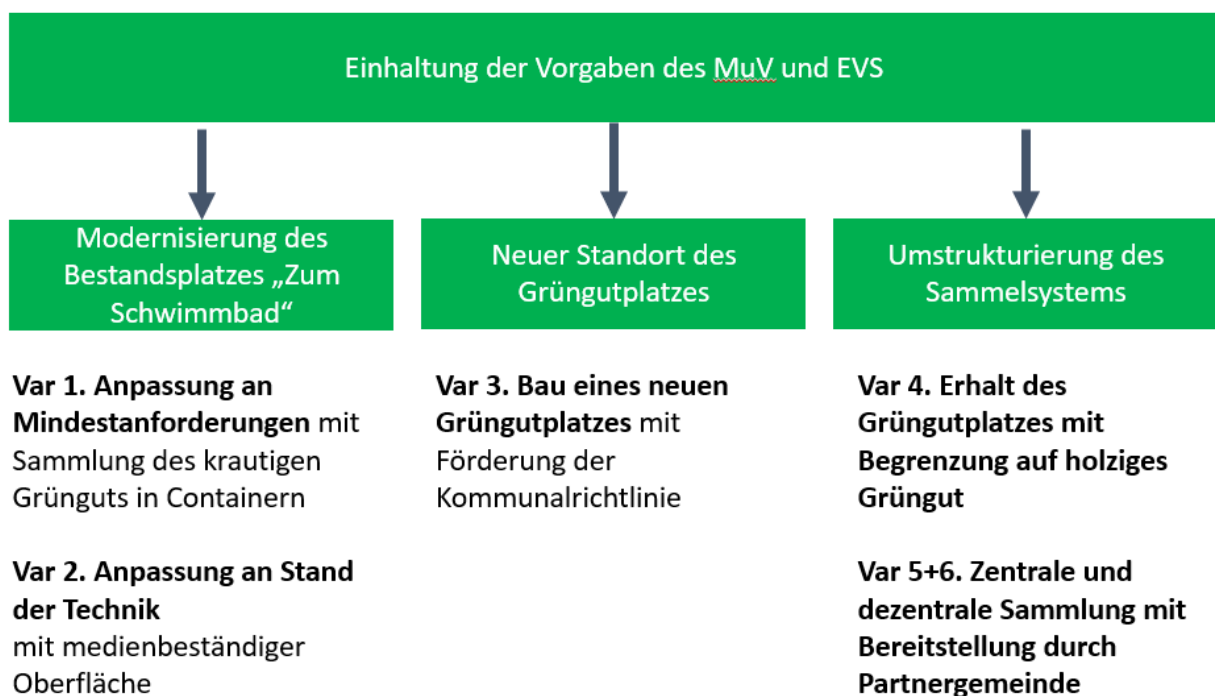 Einhaltung der Vorgaben des MuV und EVS
Modernisierung des
Bestandsplatzes „Zum
Schwimmbad“
Neuer Standort des
Grüngutplatzes
Umstrukturierung des
Sammelsystems
Var 1. Anpassung an
Mindestanforderungen mit
Sammlung des krautigen
Grünguts in Containern
Var 2. Anpassung an Stand
der Technik
mit medienbeständiger
Oberfläche
Var 3. Bau eines neuen
Grüngutplatzes mit
Förderung der
Kommunalrichtlinie
Var 4. Erhalt des
Grüngutplatzes mit
Begrenzung auf holziges
Grüngut
Var 5+6. Zentrale und
dezentrale Sammlung mit
Bereitstellung durch
Partnergemeinde